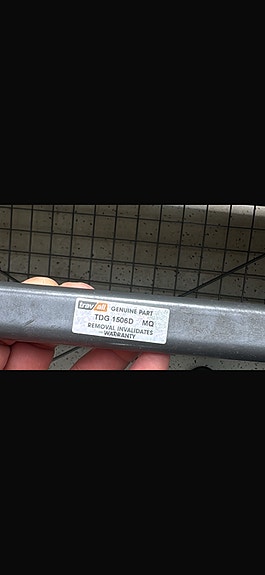 travall GENUINE PART
TDG 1506D MQ
REMOVAL INVALIDATES
WARRANTY